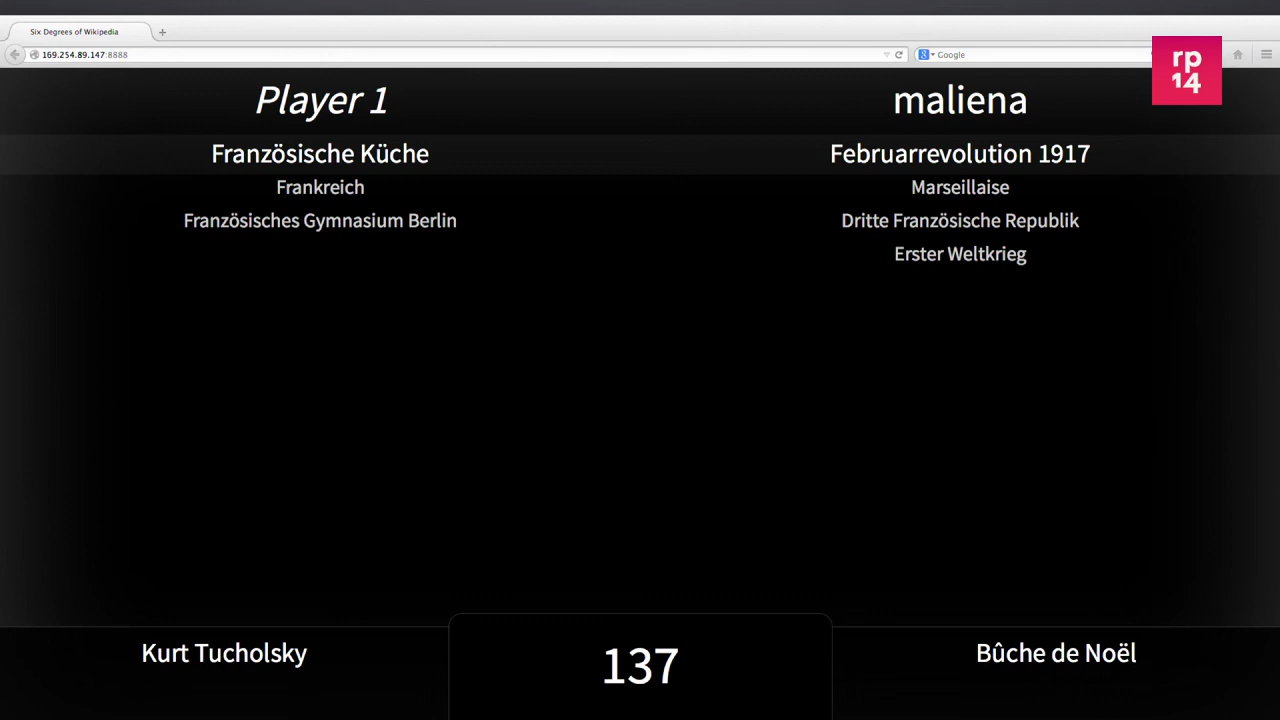 Six Degrees of Wikipedia
169.254.89.147:8888
Google
rp
14
Player 1
maliena
Französische Küche
Februarrevolution 1917
Frankreich
Marseillaise
Französisches Gymnasium Berlin
Dritte Französische Republik
Erster Weltkrieg
Kurt Tucholsky
137
Bûche de Noël